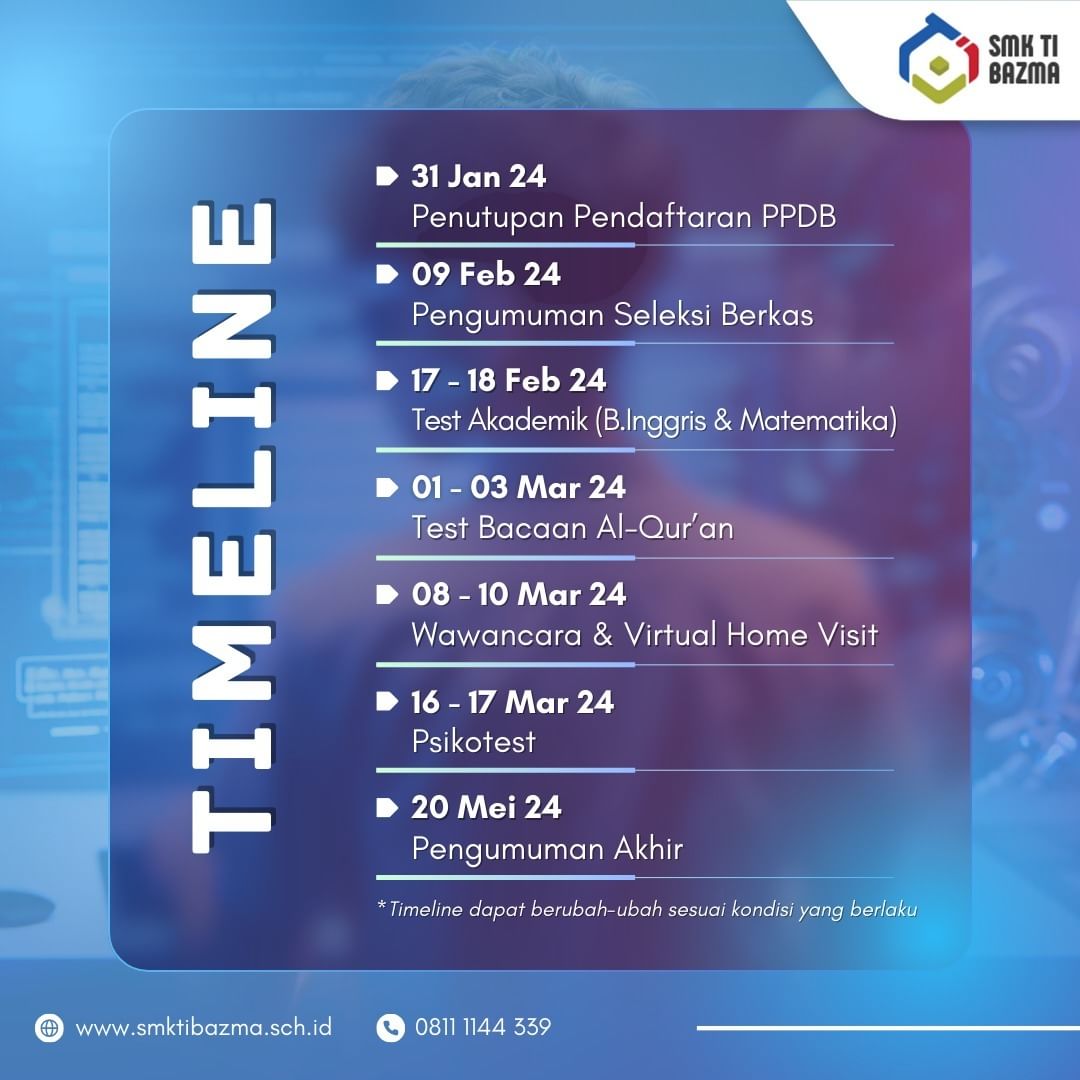 SMK TI
BAZMA
TIMELINE
31 Jan 24
Penutupan Pendaftaran PPDB
09 Feb 24
Pengumuman Seleksi Berkas
17 - 18 Feb 24
Test Akademik (B.Inggris & Matematika)
01 - 03 Mar 24
Test Bacaan Al-Qur’an
08 - 10 Mar 24
Wawancara & Virtual Home Visit
16 - 17 Mar 24
Psikotest
20 Mei 24
Pengumuman Akhir
*Timeline dapat berubah-ubah sesuai kondisi yang berlaku
www.smktibazma.sch.id
0811 1144 339